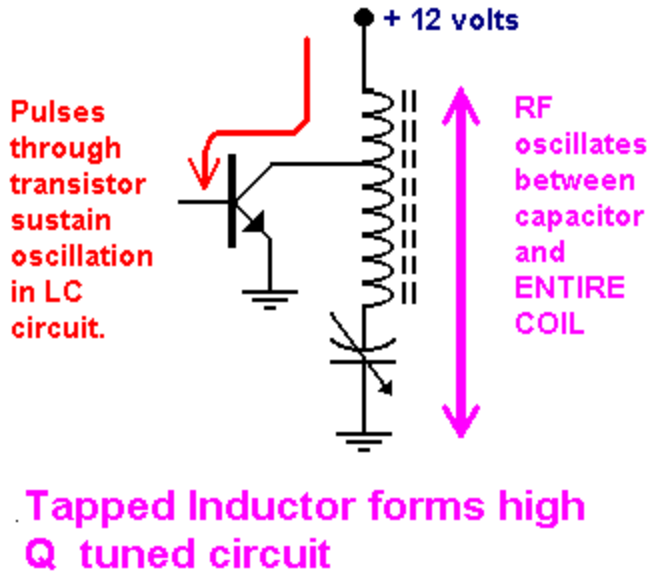 + 12 volts
Pulses
through
transistor
sustain
oscillation
in LC
circuit.
RF
oscillates
between
capacitor
and
ENTIRE
COIL
Tapped Inductor forms high
Q tuned circuit